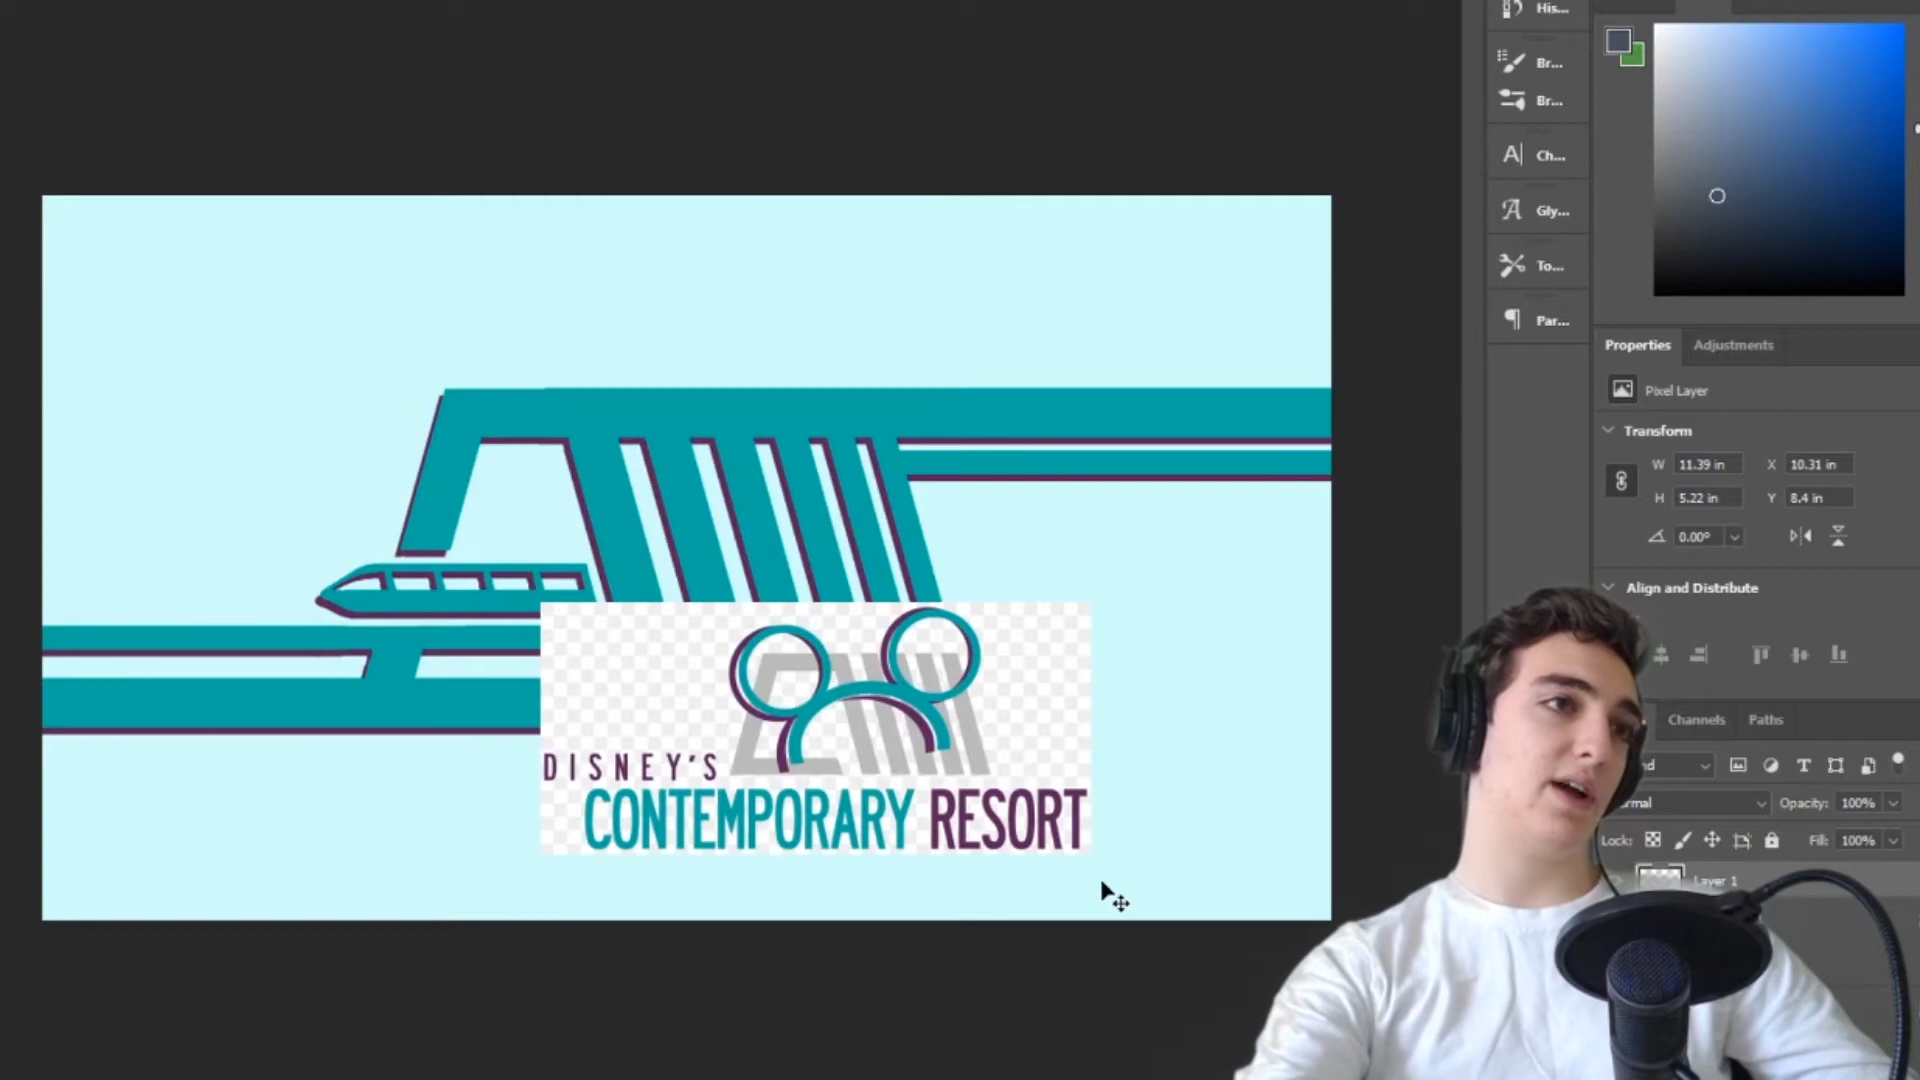 His...
Br...
Br...
Ch...
Gly...
To...
Par...
Properties
Adjustments
Pixel Layer
Transform
W 11.39 in X 10.31 in
H 5.22 in Y 8.4 in
0.00°
Align and Distribute
Channels
Paths
Opacity: 100%
Lock: Fill: 100%
Layer 1
DISNEY'S
CONTEMPORARY RESORT